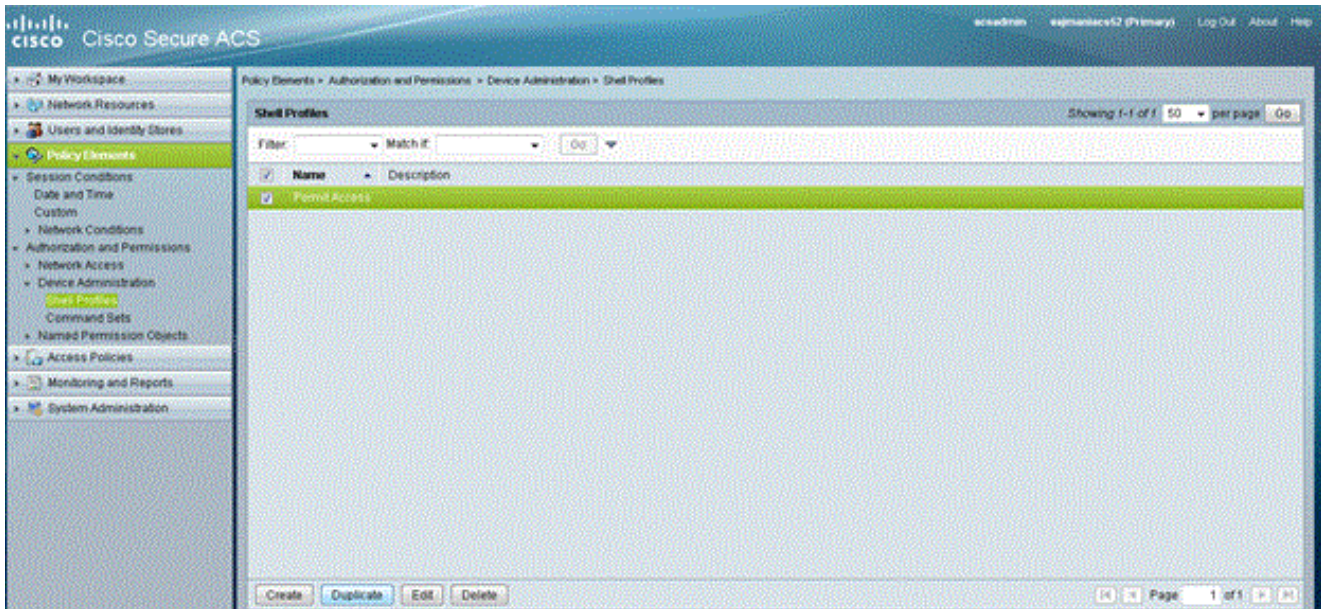 CISCO Cisco Secure ACS
acsadmin (Primary) Log Out About Help
My Workspace
Network Resources
Users and Identity Stores
Policy Elements
Session Conditions
Date and Time
Custom
Network Conditions
Authorization and Permissions
Network Access
Device Administration
Shell Profiles
Command Sets
Named Permission Objects
Access Policies
Monitoring and Reports
System Administration
Policy Elements > Authorization and Permissions > Device Administration > Shell Profiles
Shell Profiles Showing 1-1 of 1 50 per page Go
Filter: Match if: Go
Name Description
Permit Access
Create Duplicate Edit Delete Page 1 of 1